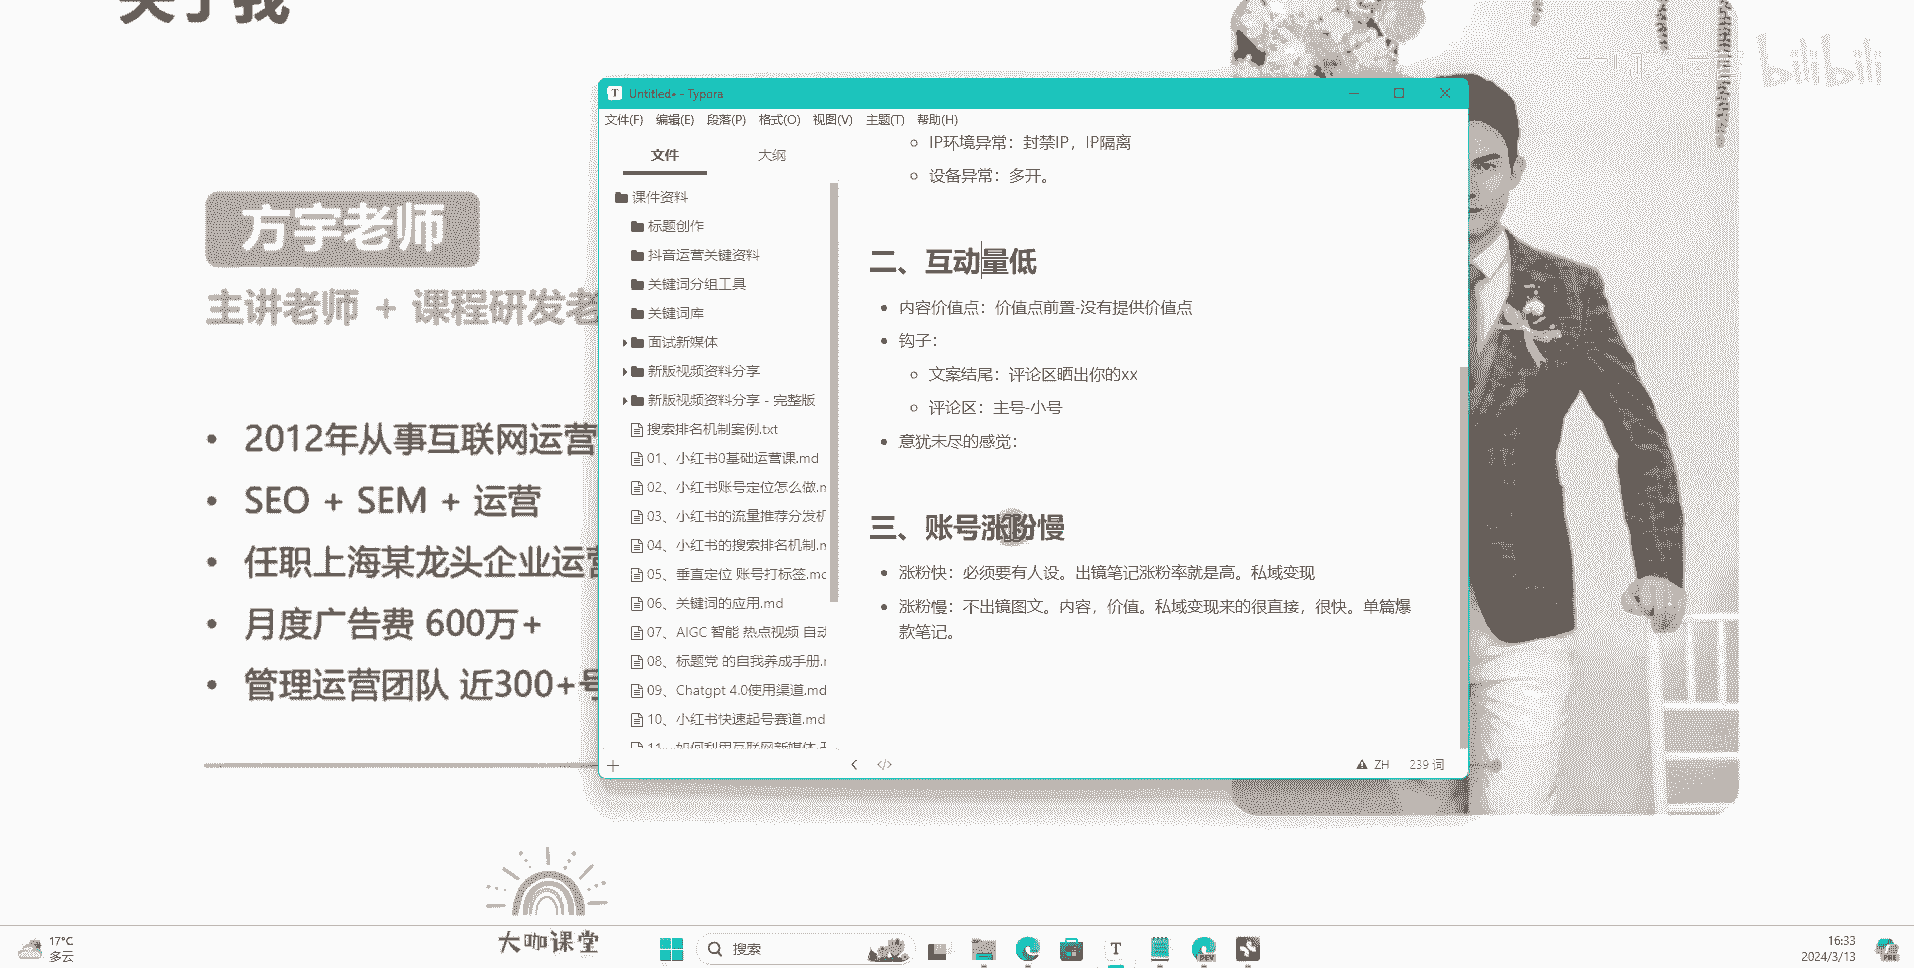 关于我
bilibili
方宇老师
主讲老师 + 课程研发老
2012年从事互联网运营
SEO + SEM + 运营
任职上海某龙头企业运营
月度广告费 600万+
管理运营团队 近300+号
大咖课堂
Untitled• - Typora
文件(F) 编辑(E) 段落(P) 格式(O) 视图(V) 主题(T) 帮助(H)
文件 大纲
课件资料
标题创作
抖音运营关键资料
关键词分组工具
关键词库
面试新媒体
新版视频资料分享
新版视频资料分享 - 完整版
搜索排名机制案例.txt
01、小红书0基础运营课.md
02、小红书账号定位怎么做.m
03、小红书的流量推荐分发机
04、小红书的搜索排名机制.m
05、垂直定位 账号打标签.mc
06、关键词的应用.md
07、AIGC 智能 热点视频 自动
08、标题党 的自我养成手册.r
09、Chatgpt 4.0使用渠道.md
10、小红书快速起号赛道.md
11、如何利用互联网新媒体
IP环境异常：封禁IP，IP隔离
设备异常：多开。
二、互动量低
内容价值点：价值点前置-没有提供价值点
钩子：
文案结尾：评论区晒出你的xx
评论区：主号-小号
意犹未尽的感觉：
三、账号涨粉慢
涨粉快：必须要有人设。出镜笔记涨粉率就是高。私域变现
涨粉慢：不出镜图文。内容，价值。私域变现来的很直接，很快。单篇爆
款笔记。
ZH 239 词
17°C
多云
搜索
16:33
2024/3/13